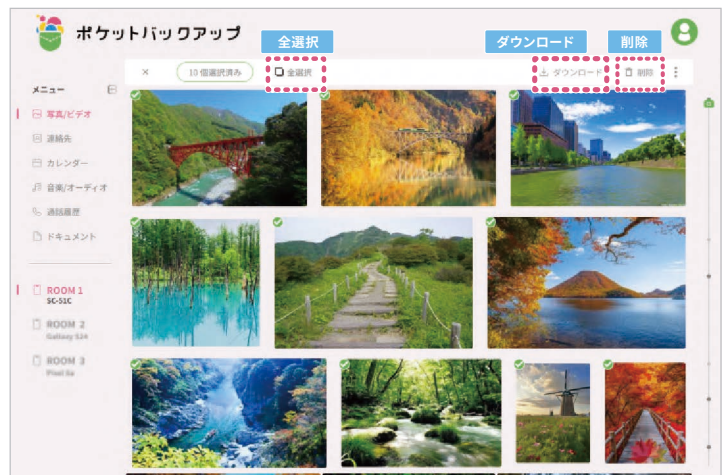 ポケットバックアップ
全選択
ダウンロード
削除
× 10 個選択済み 全選択 ダウンロード 削除
メニュー
写真/ビデオ
連絡先
カレンダー
音楽/オーディオ
通話履歴
ドキュメント
ROOM 1
SC-51C
ROOM 2
Galaxy S24
ROOM 3
Pixel 8a